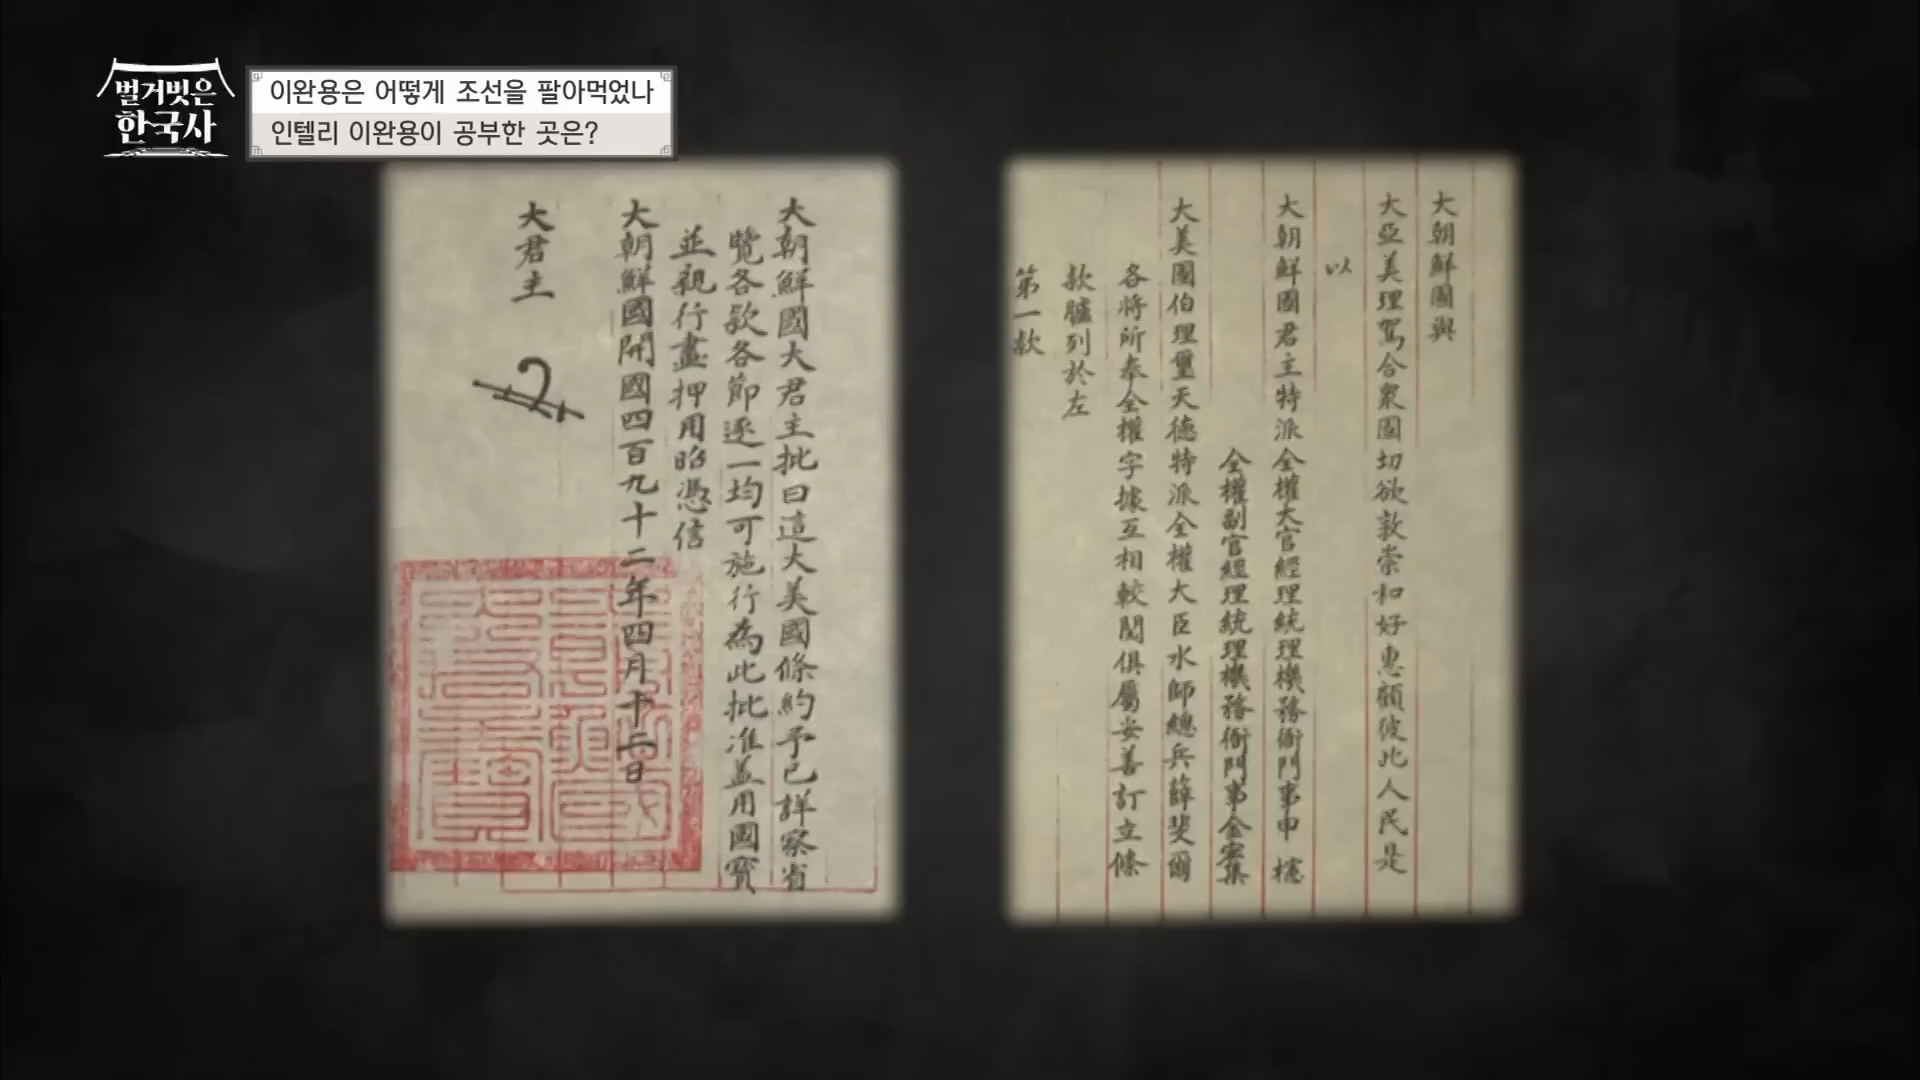 벌거벗은
한국사
이완용은 어떻게 조선을 팔아먹었나
인텔리 이완용이 공부한 곳은?
大朝鮮國與
大亞美理駕合衆國切欲敦崇和好惠顧彼此人民是
以
大朝鮮國君主特派全權大官經理統理機務衙門事申㯳
全權副官經理統理機務衙門事金宏集
大美國伯理璽天德特派全權大臣水師總兵薛斐爾
各將所奉全權字據互相較閱俱屬妥善訂立條
款臚列於左
第一款
大朝鮮國大君主批曰這大美國條約予已詳察省
覽各款各節逐一均可施行為此批准蓋用國寶
並親行畫押用昭憑信
大朝鮮國開國四百九十二年四月十二日
大君主